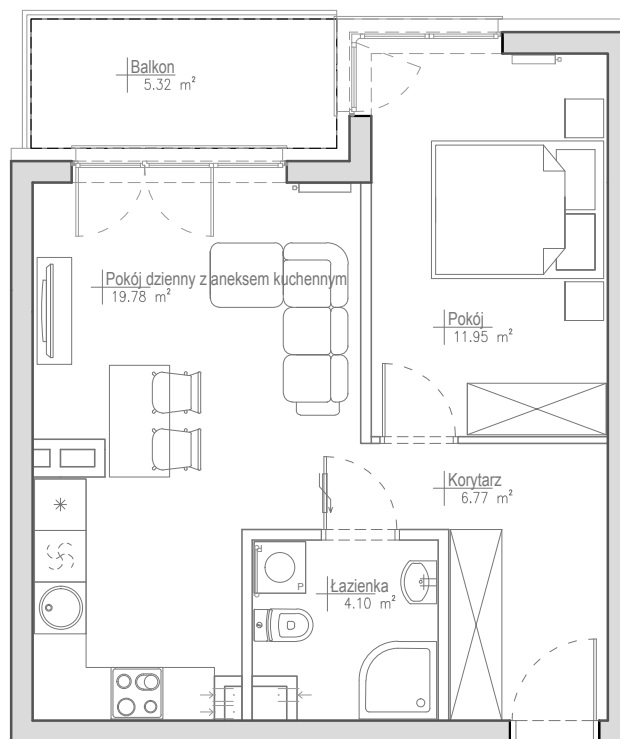 Balkon
5.32 m²
Pokój dzienny z aneksem kuchennym
19.78 m²
Pokój
11.95 m²
Korytarz
6.77 m²
Łazienka
4.10 m²
P